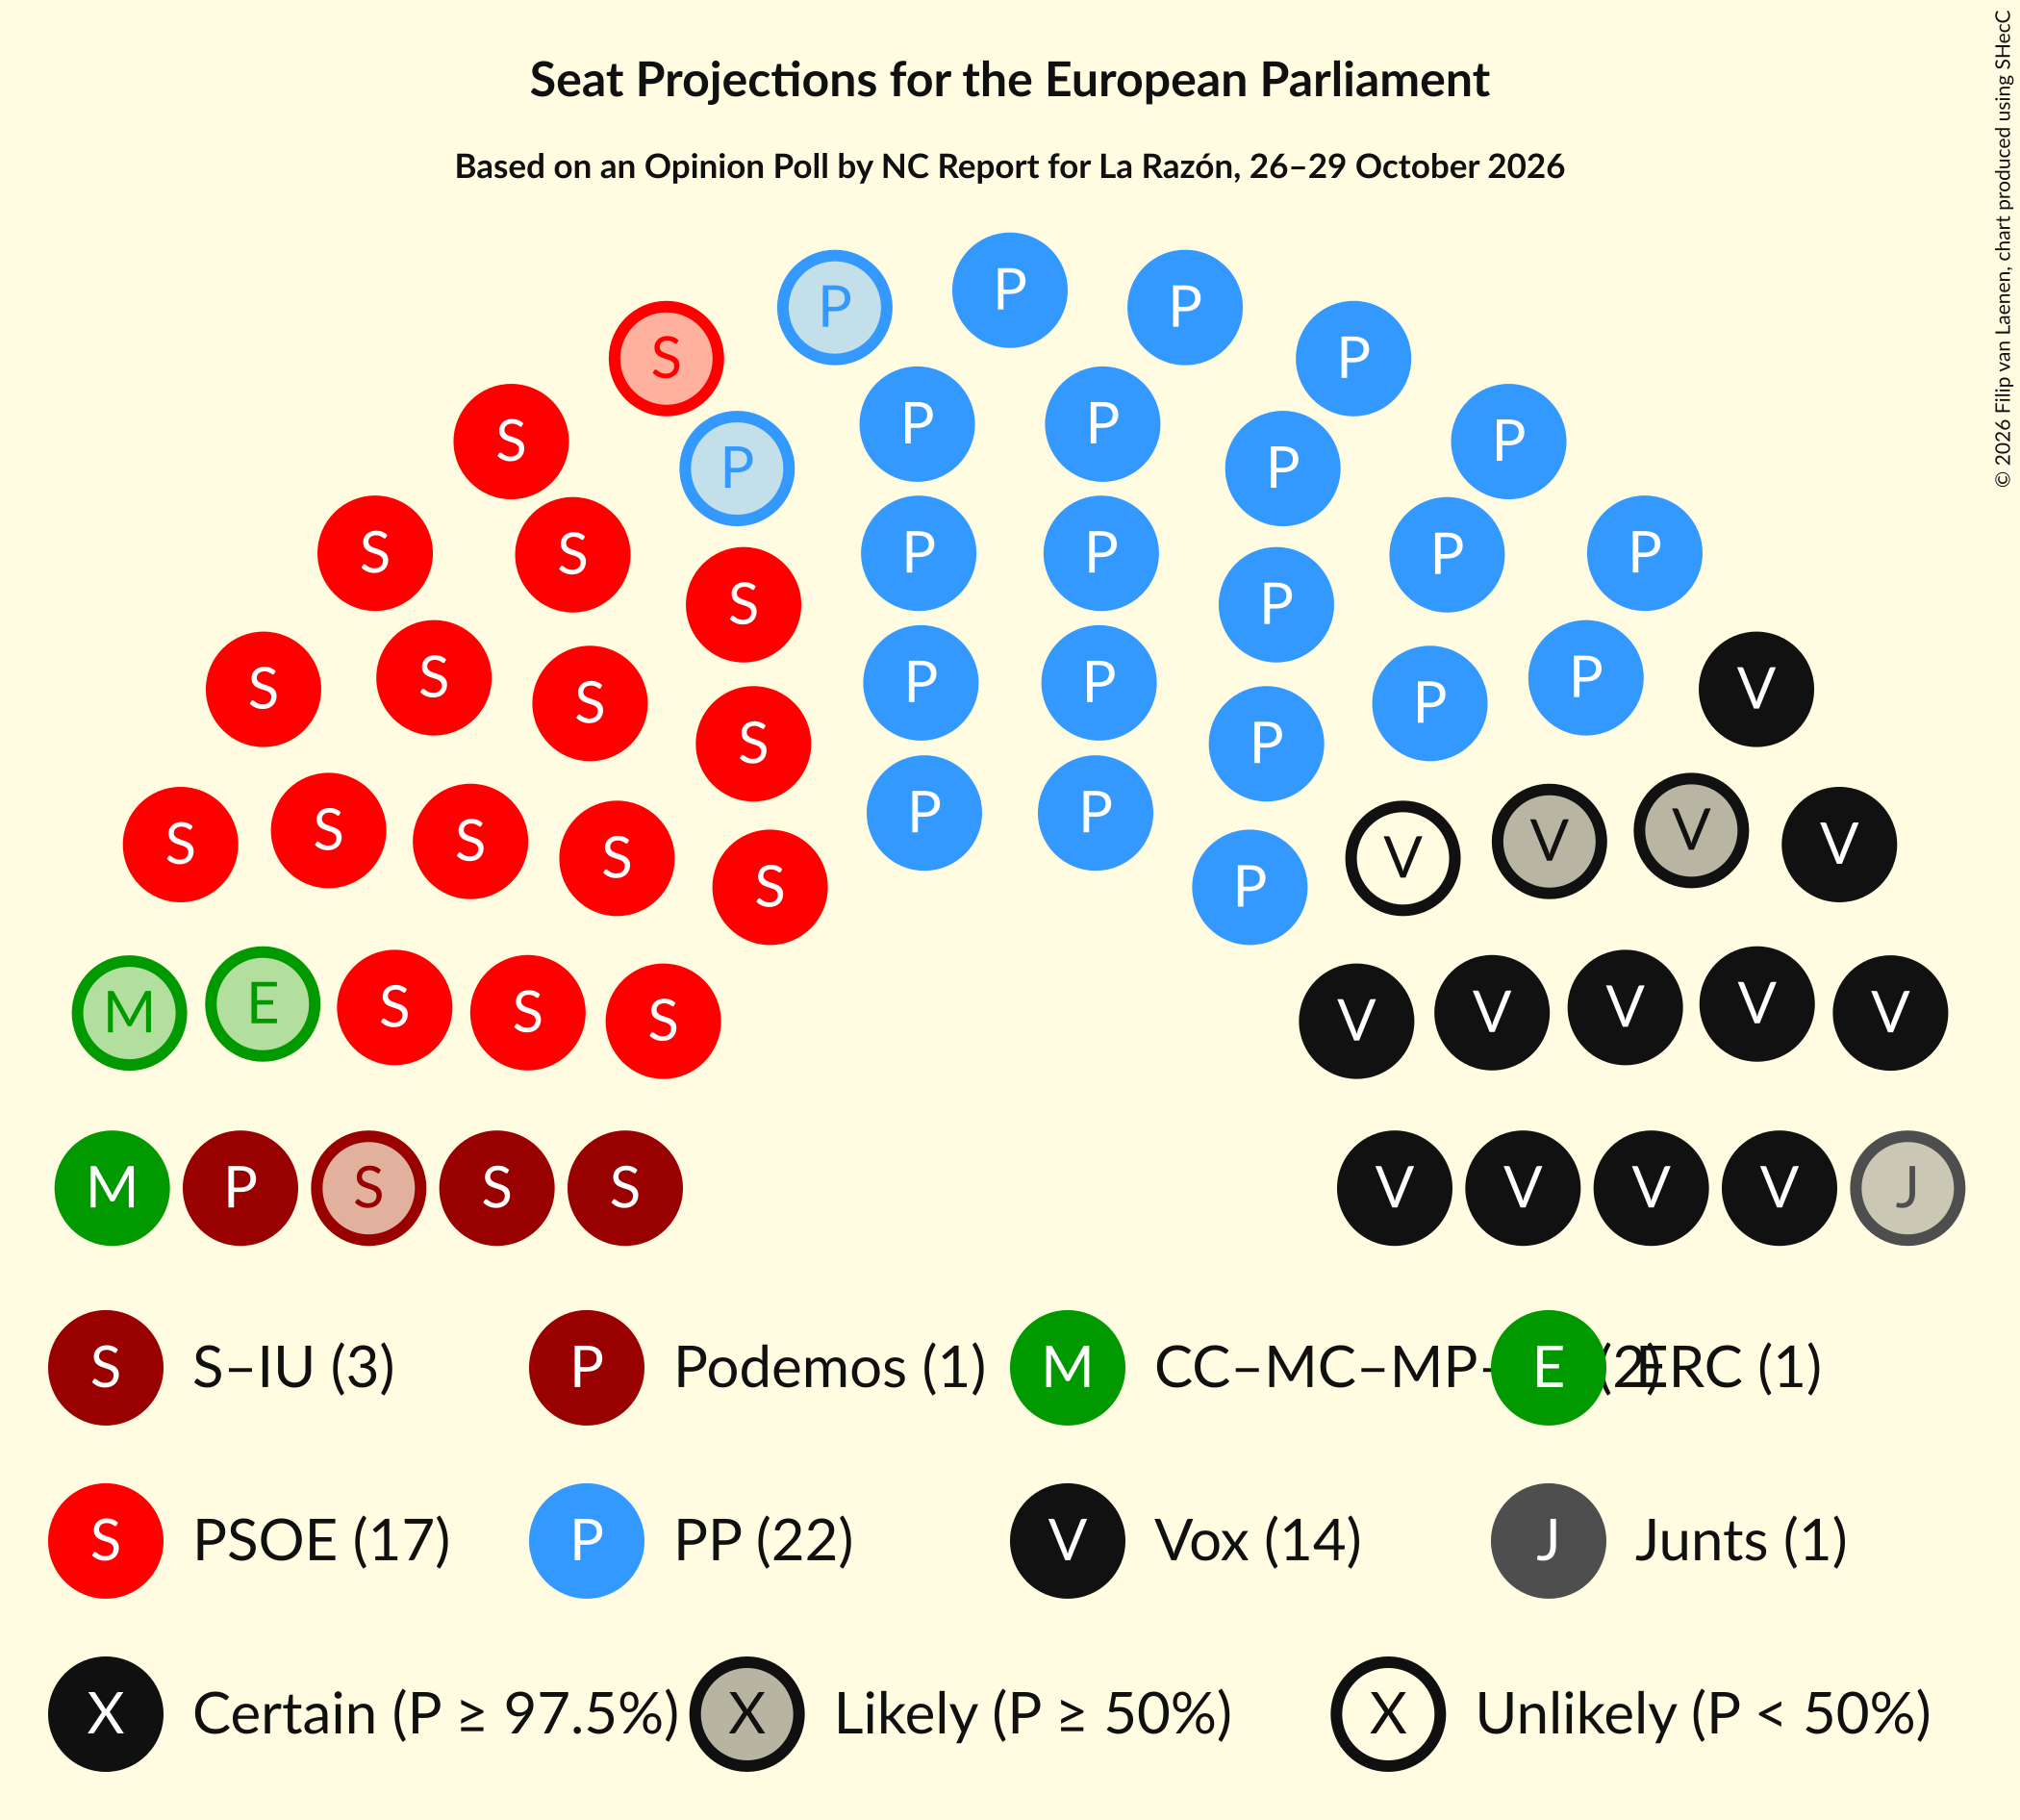 Seat Projections for the European Parliament
Based on an Opinion Poll by NC Report for La Razón, 26–29 October 2026
© 2026 Filip van Laenen, chart produced using SHecC
P
P P
S P
S P
S P
P P
P P
S P
S P
S P
P P
S P
S P
S P
P P
S V
S P
S P
P P
S V
S V
S V
S V
S P
M V
E V
S V
S V
S V
M P S S S V V V V J
S S–IU (3) P Podemos (1) M CC–MC–MP– (2) E ERC (1)
S PSOE (17) P PP (22) V Vox (14) J Junts (1)
X Certain (P ≥ 97.5%) X Likely (P ≥ 50%) X Unlikely (P < 50%)